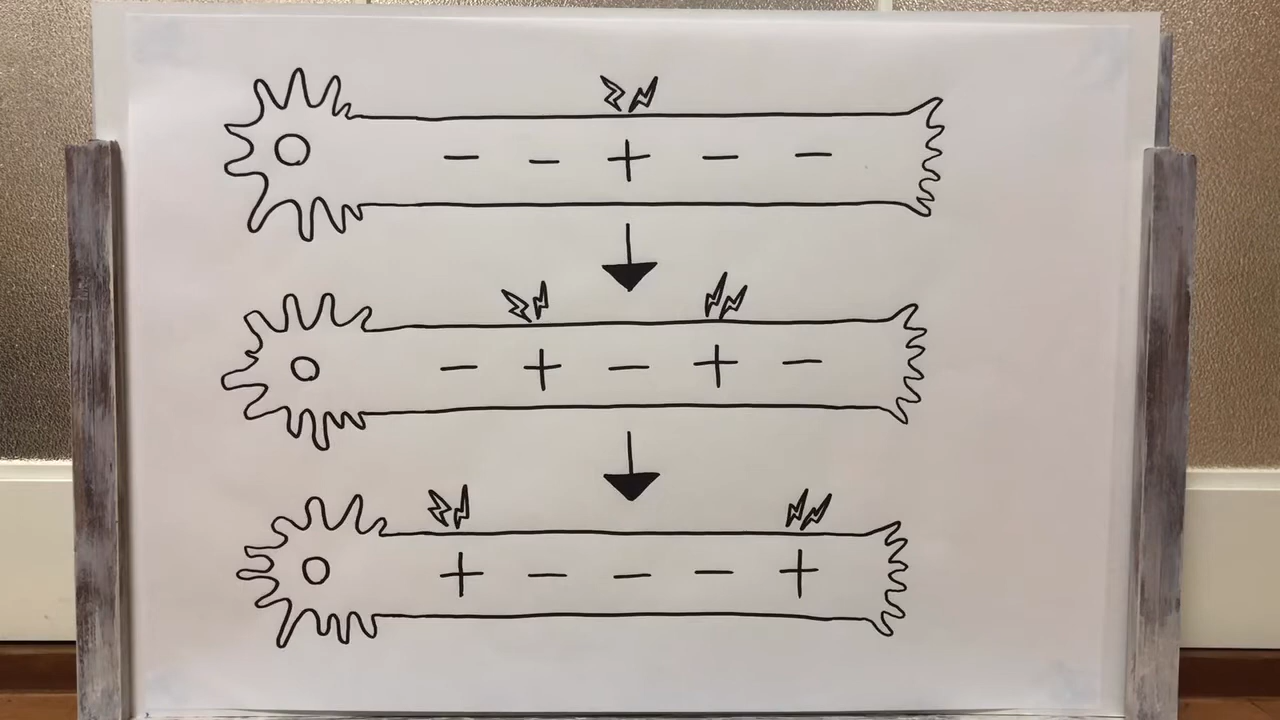 − − + − −
− + − + −
+ − − − +